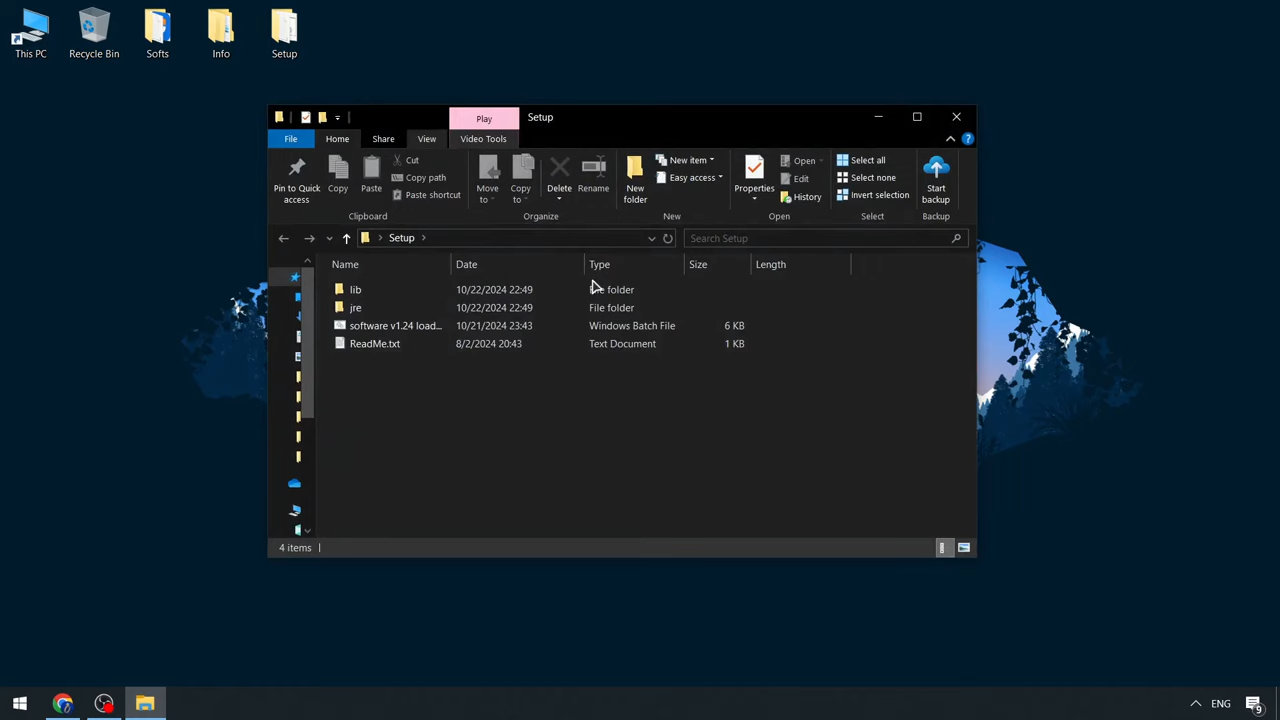 This PC
Recycle Bin
Softs
Info
Setup
Play
Setup
File
Home
Share
View
Video Tools
Pin to Quick access
Copy
Paste
Cut
Copy path
Paste shortcut
Clipboard
Move to
Copy to
Delete
Rename
Organize
New folder
New item
Easy access
New
Properties
Open
Edit
History
Open
Select all
Select none
Invert selection
Select
Start backup
Backup
Setup
Search Setup
Name Date Type Size Length
lib 10/22/2024 22:49 folder
jre 10/22/2024 22:49 File folder
software v1.24 load... 10/21/2024 23:43 Windows Batch File 6 KB
ReadMe.txt 8/2/2024 20:43 Text Document 1 KB
4 items
ENG
9